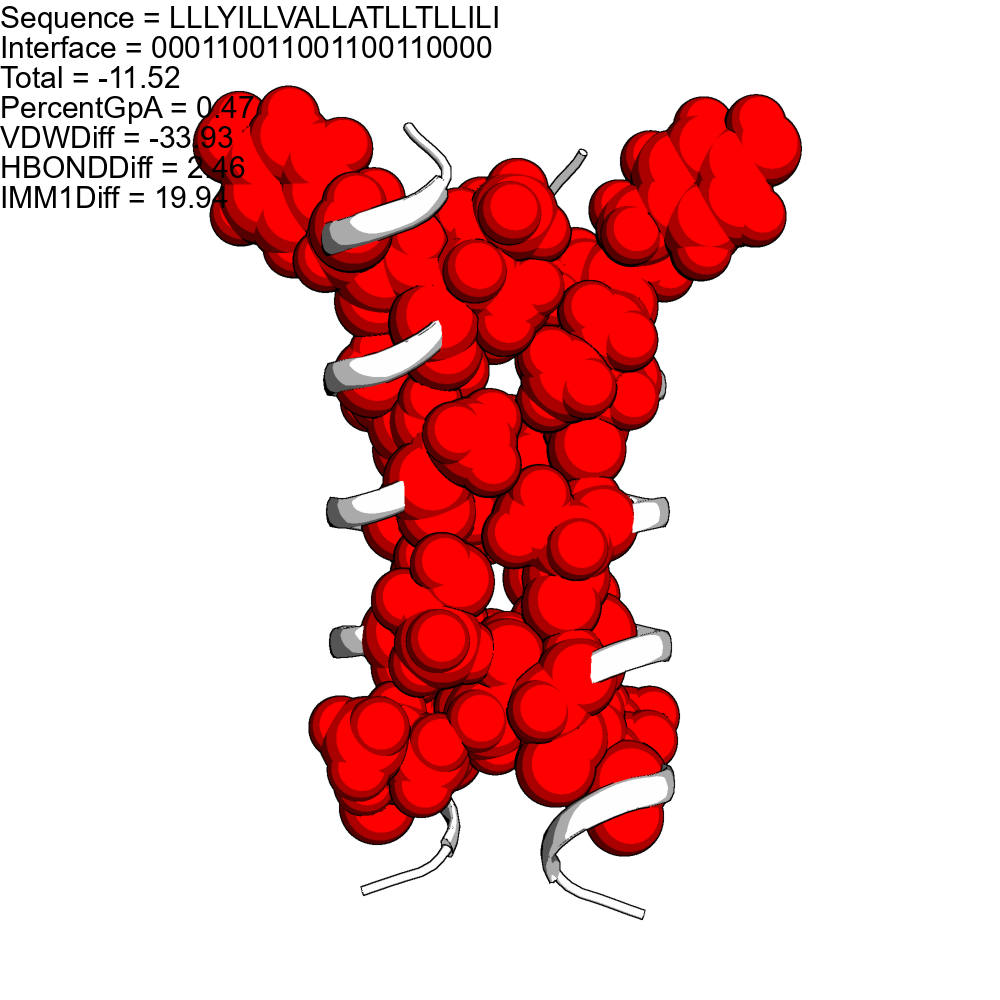 Sequence = LLLYILLVALLATLLTLLILI
Interface = 000110011001100110000
Total = -11.52
PercentGpA = 0.47
VDWDiff = -33.93
HBONDDiff = 2.46
IMM1Diff = 19.94